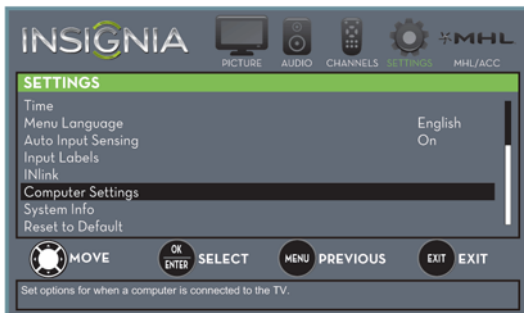 INSIGNIA
PICTURE AUDIO CHANNELS SETTINGS MHL/ACC
MHL
SETTINGS
Time
Menu Language English
Auto Input Sensing On
Input Labels
INlink
Computer Settings
System Info
Reset to Default
MOVE OK ENTER SELECT MENU PREVIOUS EXIT EXIT
Set options for when a computer is connected to the TV.